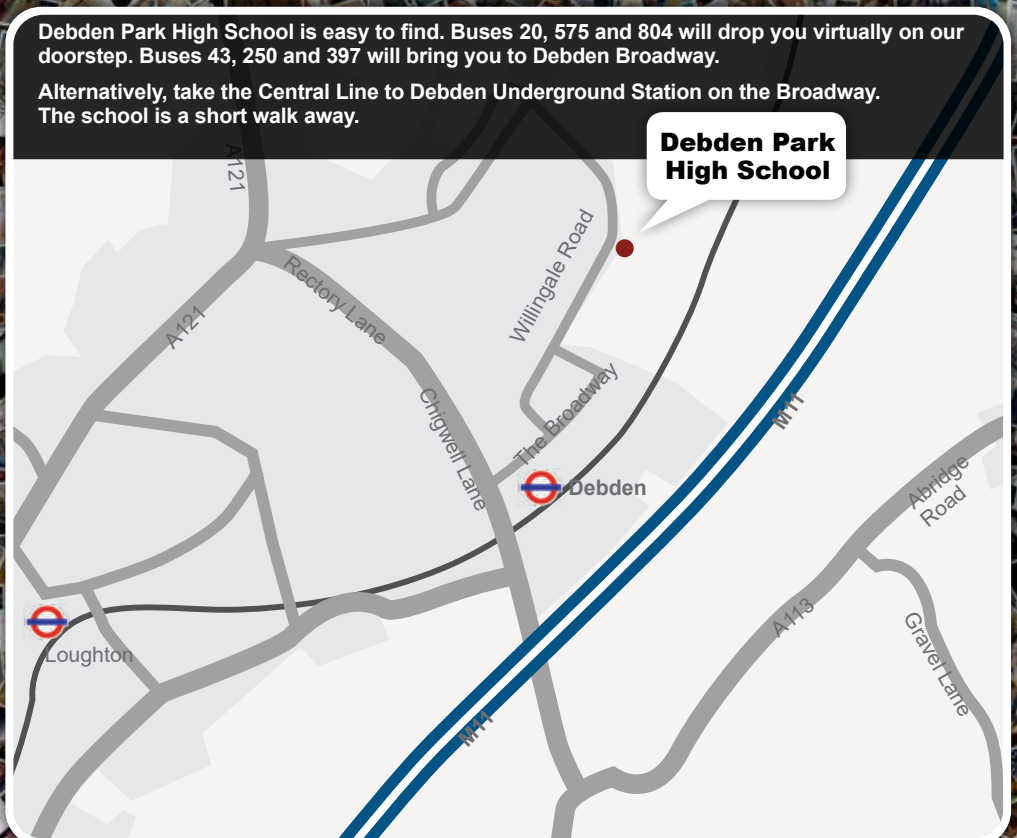 Debden Park High School is easy to find. Buses 20, 575 and 804 will drop you virtually on our
doorstep. Buses 43, 250 and 397 will bring you to Debden Broadway.
Alternatively, take the Central Line to Debden Underground Station on the Broadway.
The school is a short walk away.
Debden Park
High School
A121
Willingale Road
Rectory Lane
A121
The Broadway
Chigwell Lane
M11
Debden
Abridge
Road
A113
Gravel Lane
Loughton
M11